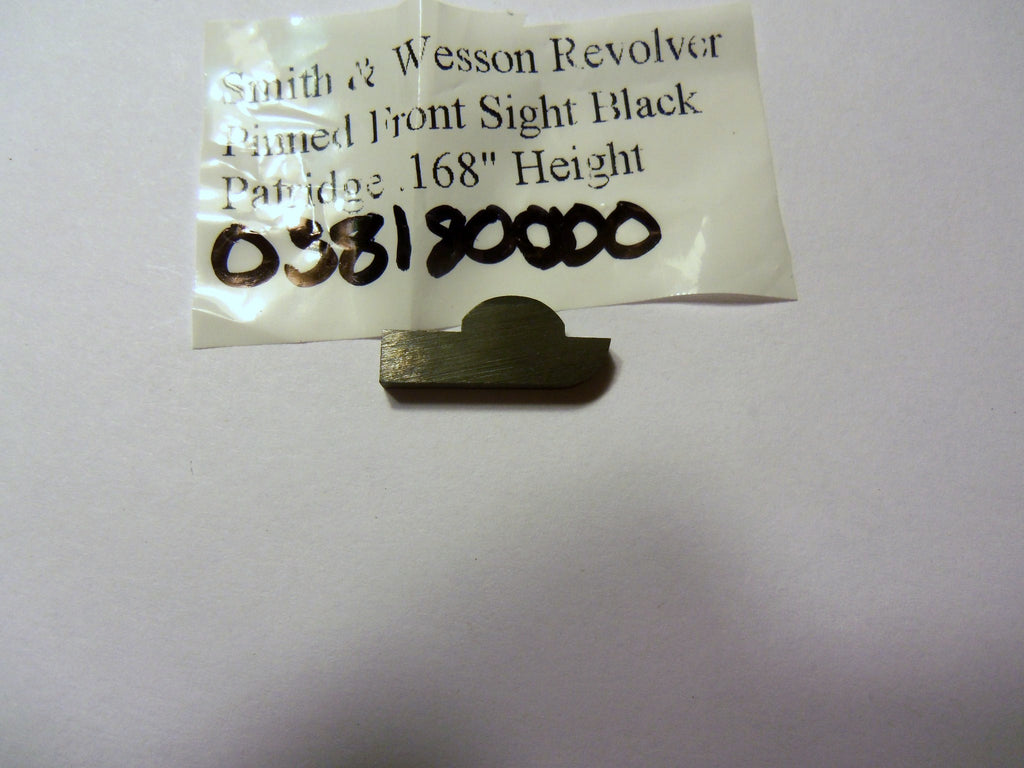 Smith & Wesson Revolver
Pinned Front Sight Black
Patridge .168" Height
038180000